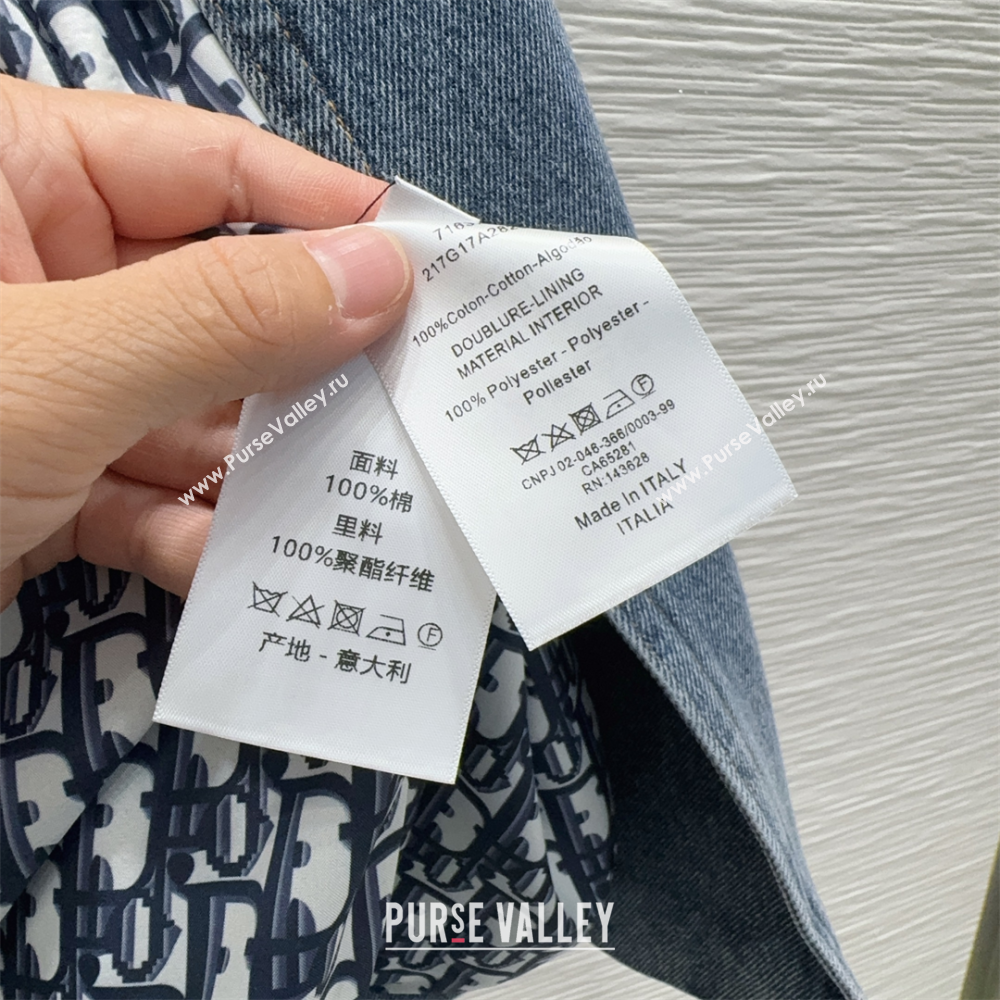 217G17A282
100%Coton-Cotton-Algodão
DOUBLURE-LINING
MATERIAL INTERIOR
100% Polyester - Polyester -
Poliester
F
CNPJ 02-046-366/0003-99
CA65281
RN:143628
Made in ITALY
ITALIA
面料
100%棉
里料
100%聚酯纤维
F
产地 - 意大利
www.PurseValley.ru
www.PurseValley.ru
PURSE VALLEY